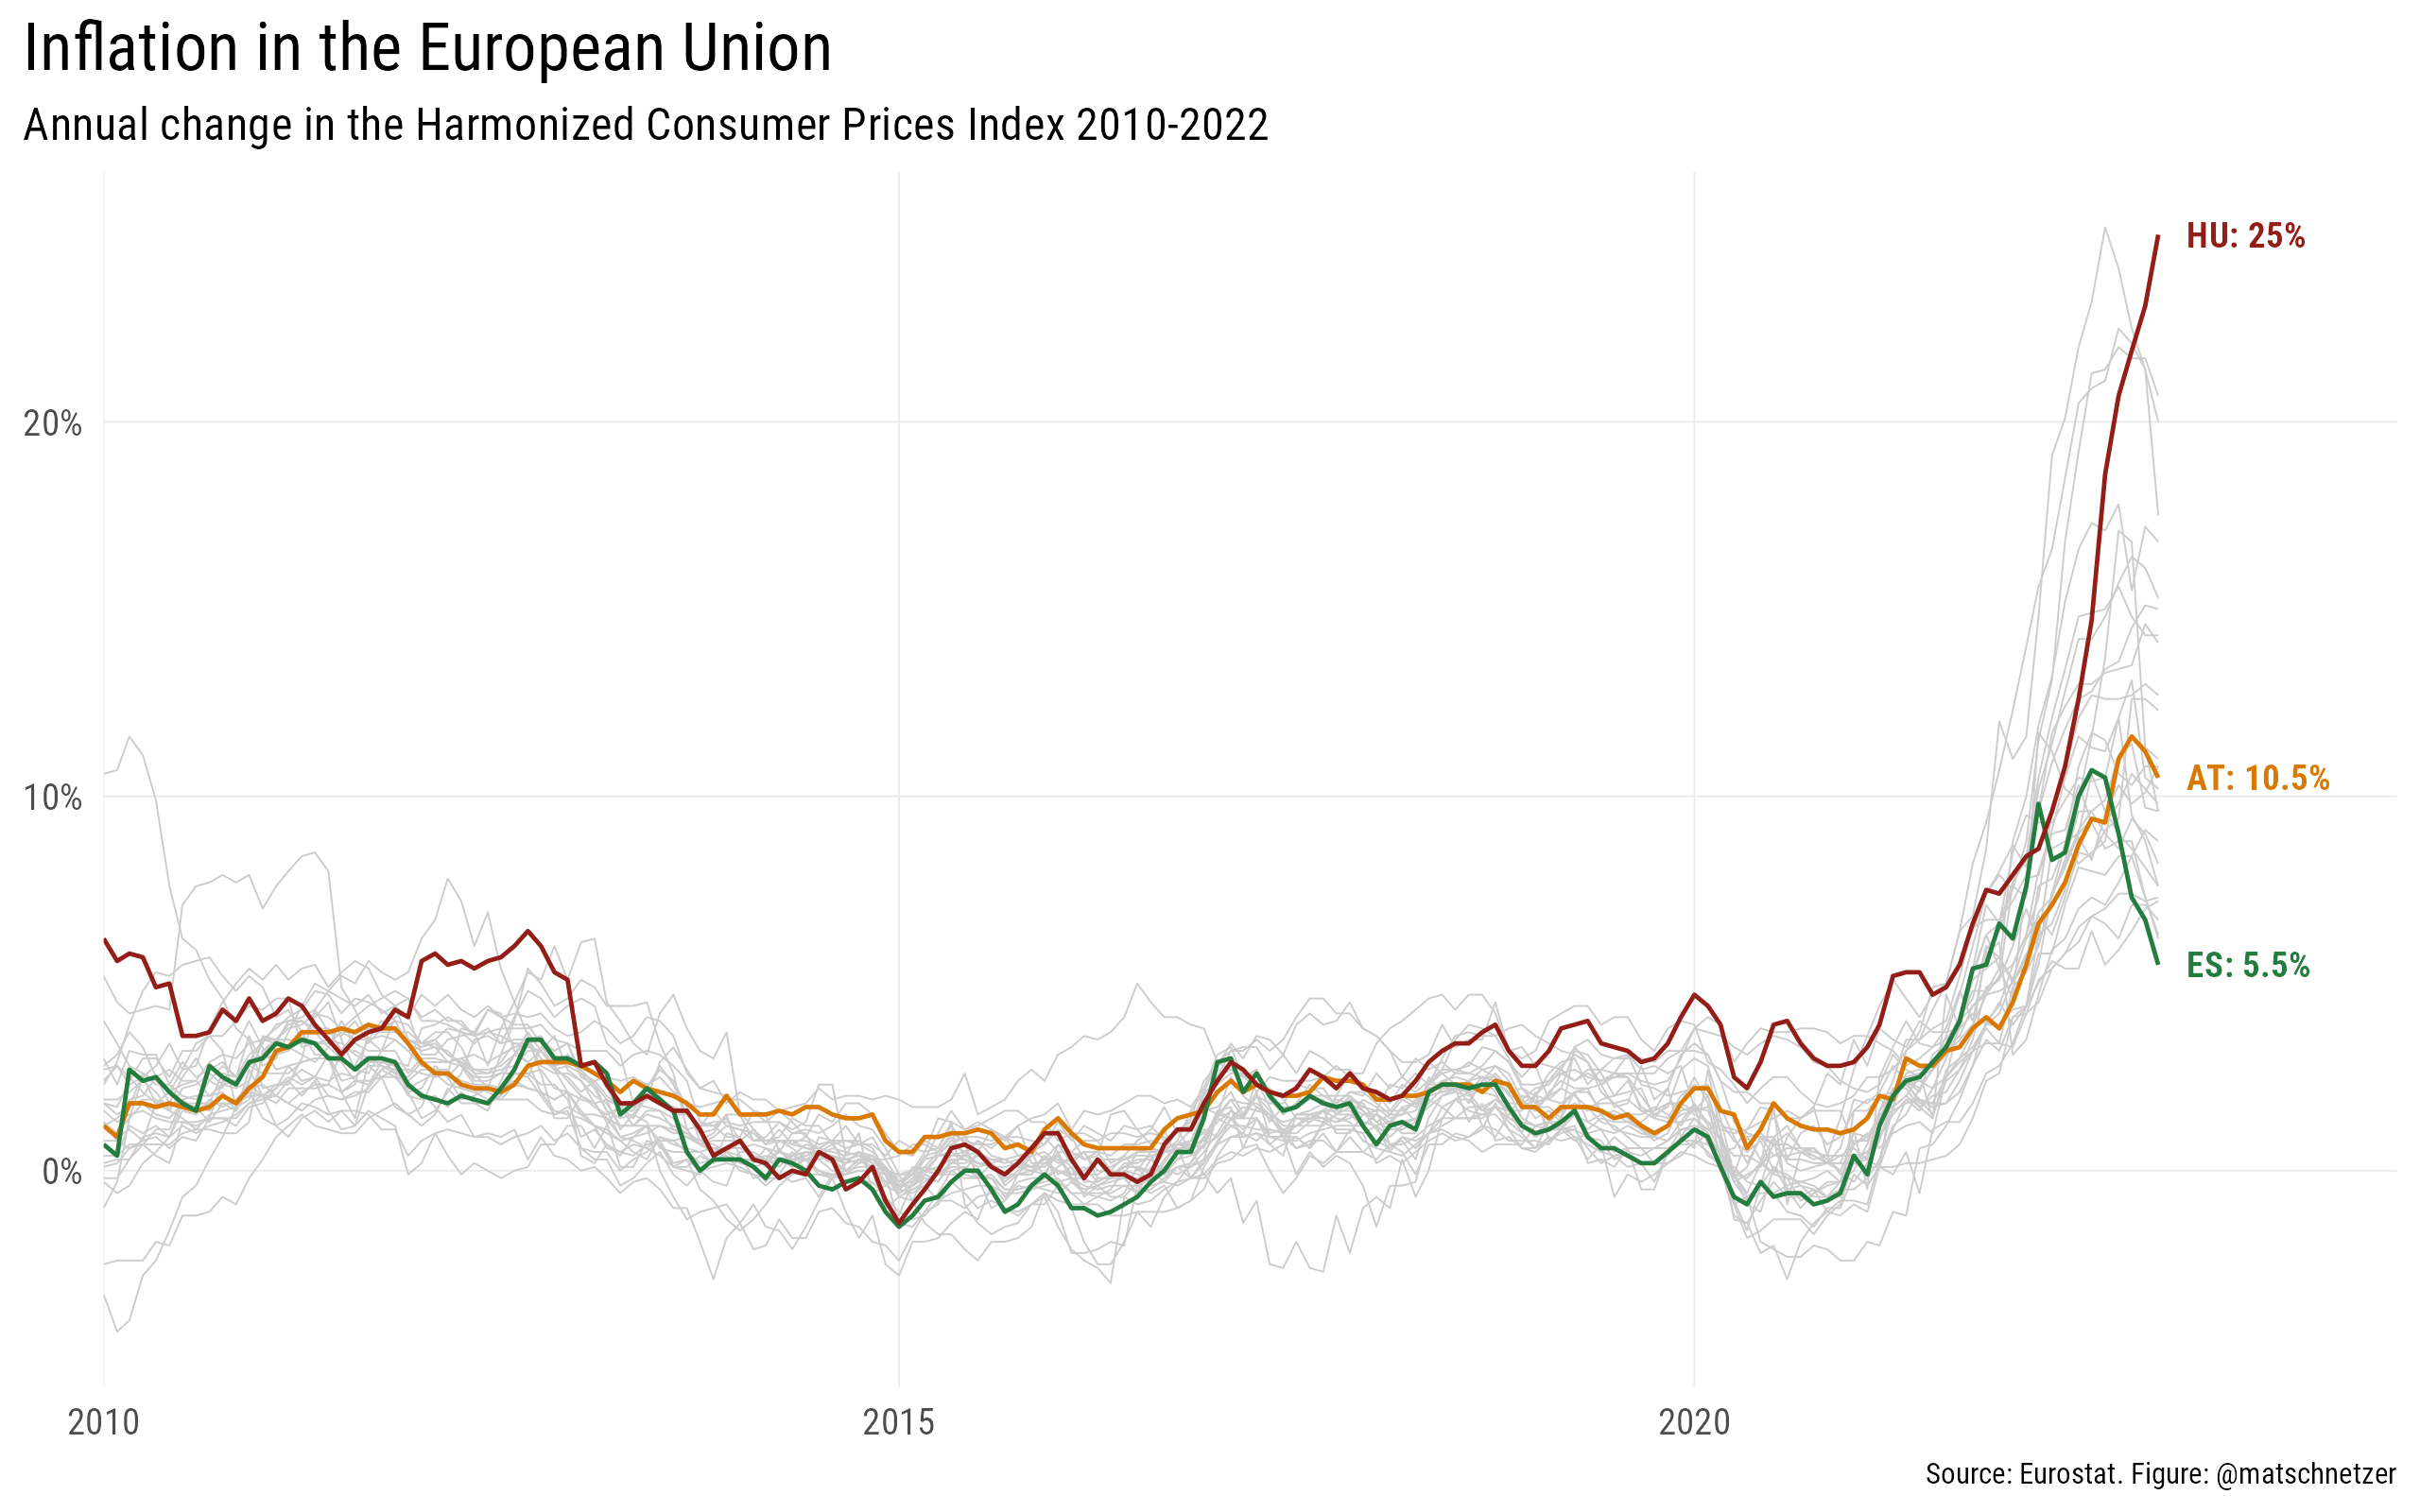 Inflation in the European Union
Annual change in the Harmonized Consumer Prices Index 2010-2022
HU: 25%
20%
AT: 10.5%
10%
ES: 5.5%
0%
2010
2015
2020
Source: Eurostat. Figure: @matschnetzer